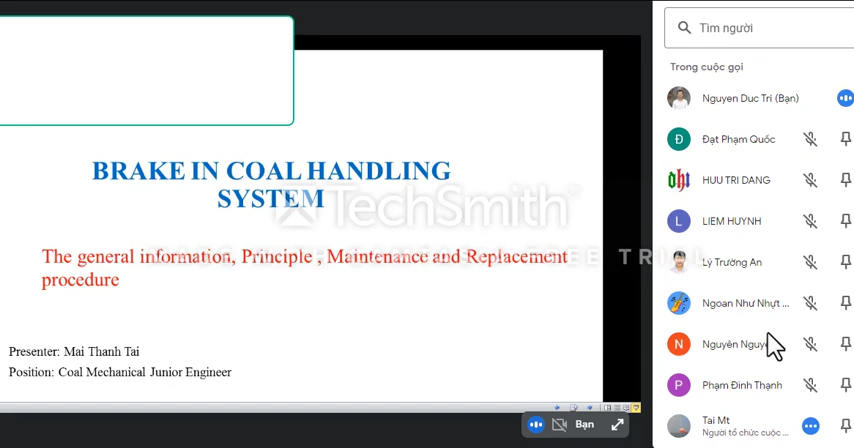 BRAKE IN COAL HANDLING
SYSTEM
TechSmith
The general information, Principle , Maintenance and Replacement
procedure
FREE TRIAL
Presenter: Mai Thanh Tai
Position: Coal Mechanical Junior Engineer
Bạn
Tìm người
Trong cuộc gọi
Nguyen Duc Tri (Bạn)
Đ
Đạt Phạm Quốc
HUU TRI DANG
L
LIEM HUYNH
Lý Trường An
Ngoan Như Nhựt ...
N
Nguyên
P
Phạm Đình Thạnh
Tai Mt
Người tổ chức cuộc ...